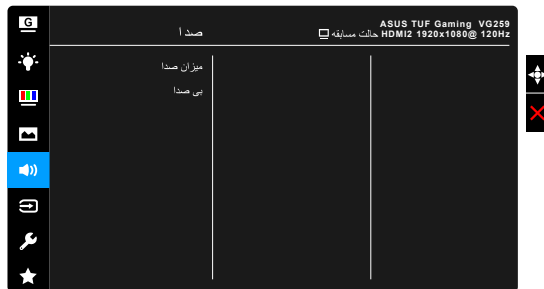 G
ASUS TUF Gaming VG259
حالت مسابقه HDMI2 1920x1080@ 120Hz
صدا
میزان صدا
بی صدا